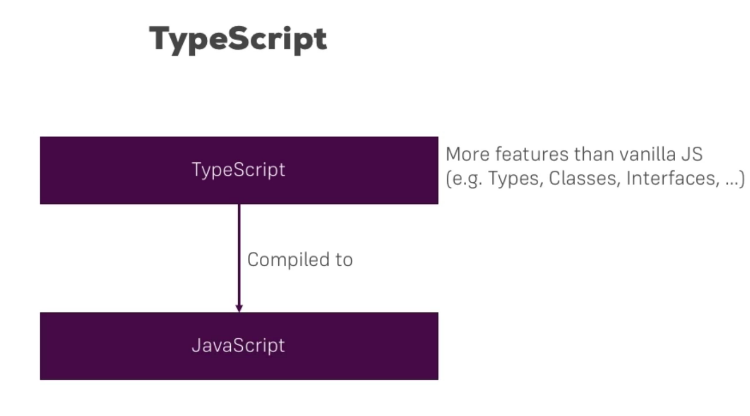 TypeScript
TypeScript
More features than vanilla JS
(e.g. Types, Classes, Interfaces, ...)
Compiled to
JavaScript